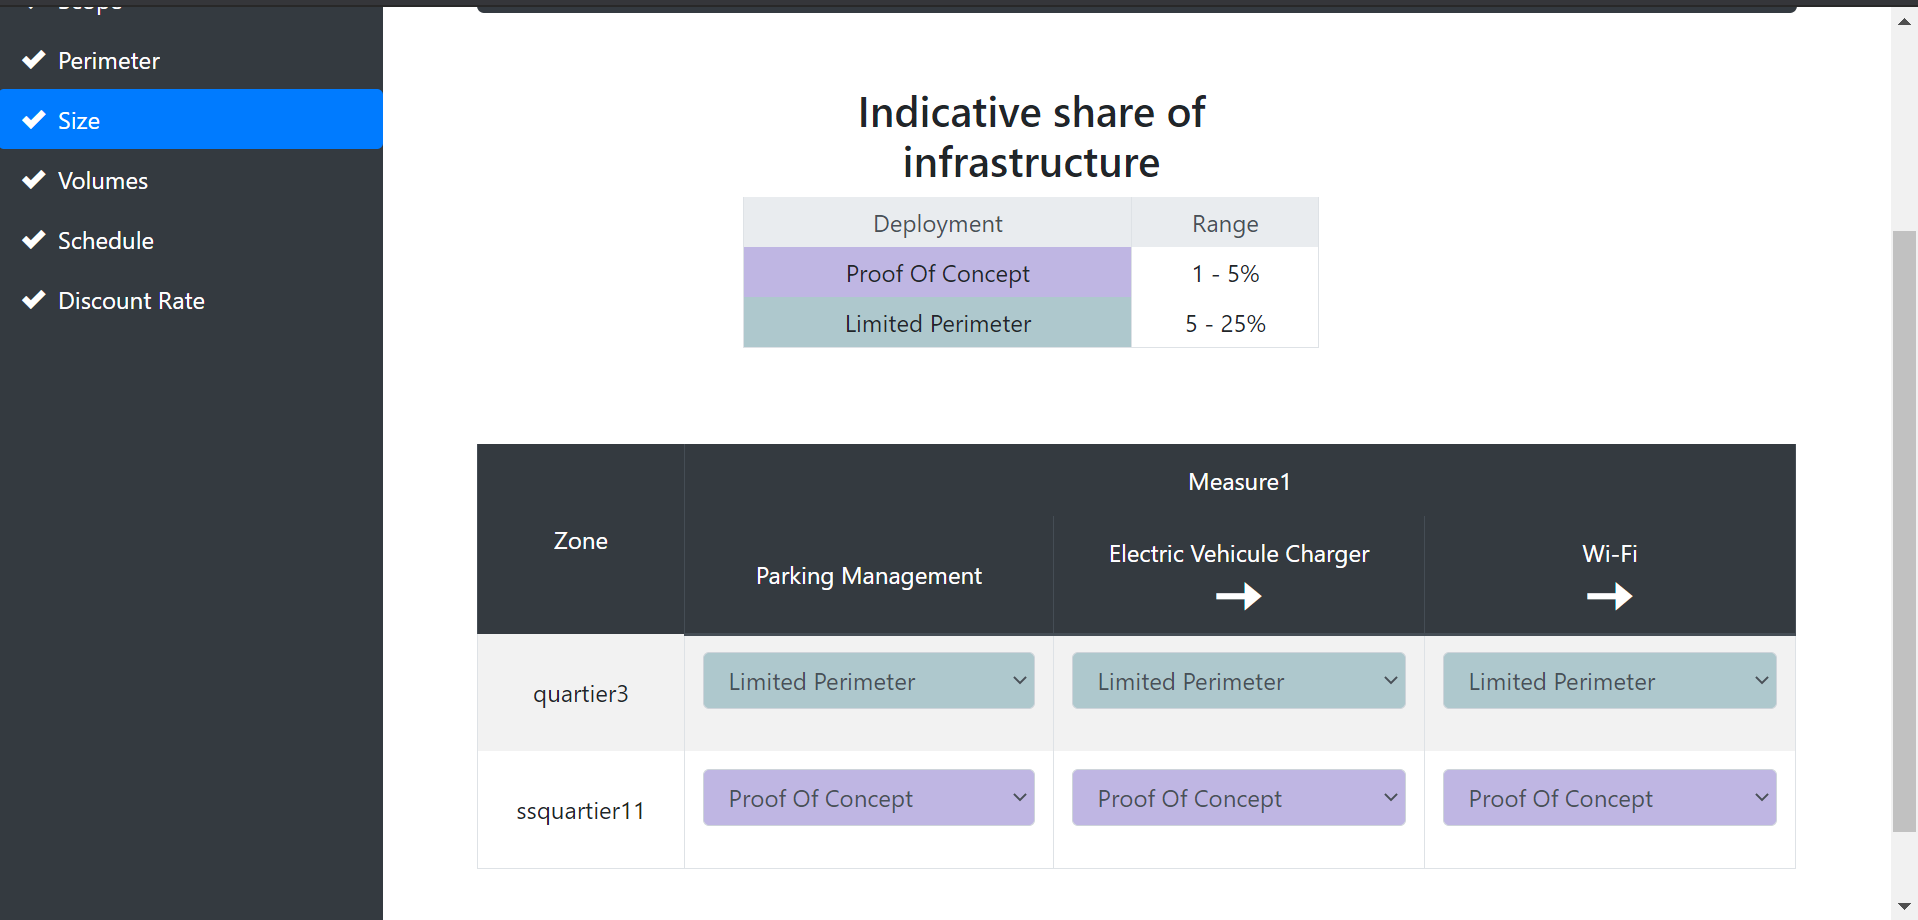 Scope
Perimeter
Size
Volumes
Schedule
Discount Rate
Indicative share of
infrastructure
Deployment Range
Proof Of Concept 1 - 5%
Limited Perimeter 5 - 25%
Zone
Measure1
Parking Management
Electric Vehicule Charger
Wi-Fi
quartier3 Limited Perimeter Limited Perimeter Limited Perimeter
ssquartier11 Proof Of Concept Proof Of Concept Proof Of Concept